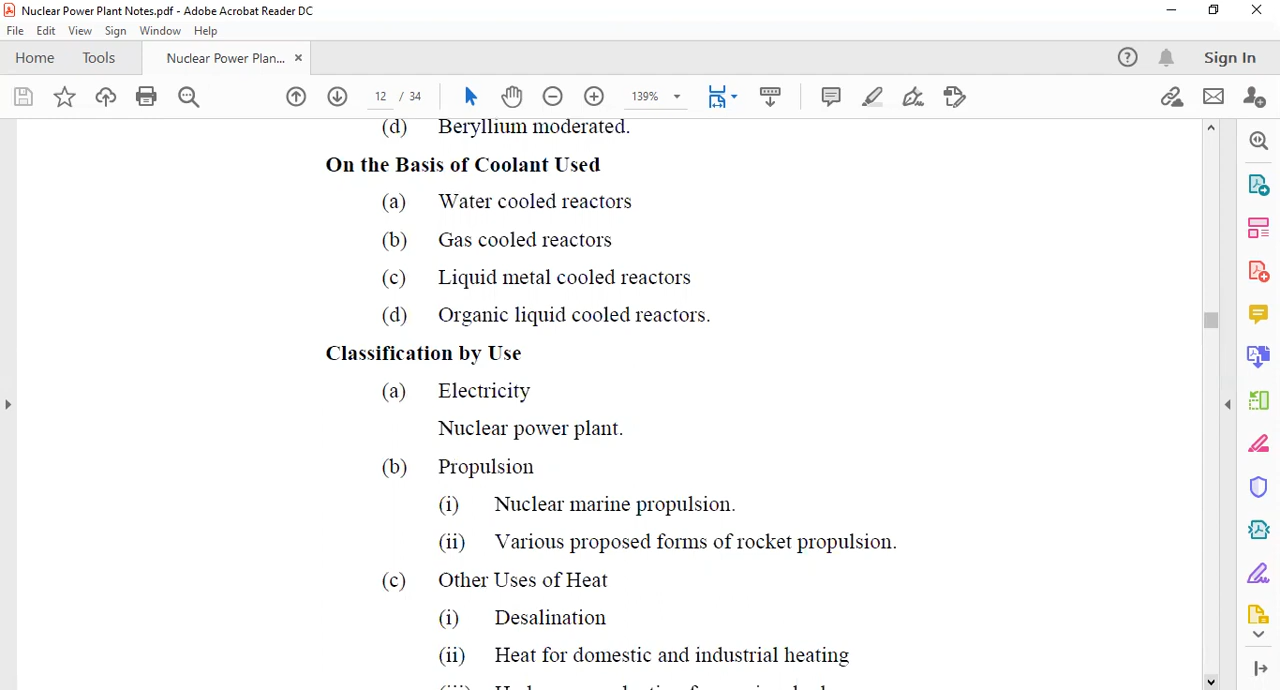 Nuclear Power Plant Notes.pdf - Adobe Acrobat Reader DC
File Edit View Sign Window Help
Home Tools Nuclear Power Plan... × Sign In
12 / 34 139%
(d) Beryllium moderated.
On the Basis of Coolant Used
(a) Water cooled reactors
(b) Gas cooled reactors
(c) Liquid metal cooled reactors
(d) Organic liquid cooled reactors.
Classification by Use
(a) Electricity
Nuclear power plant.
(b) Propulsion
(i) Nuclear marine propulsion.
(ii) Various proposed forms of rocket propulsion.
(c) Other Uses of Heat
(i) Desalination
(ii) Heat for domestic and industrial heating